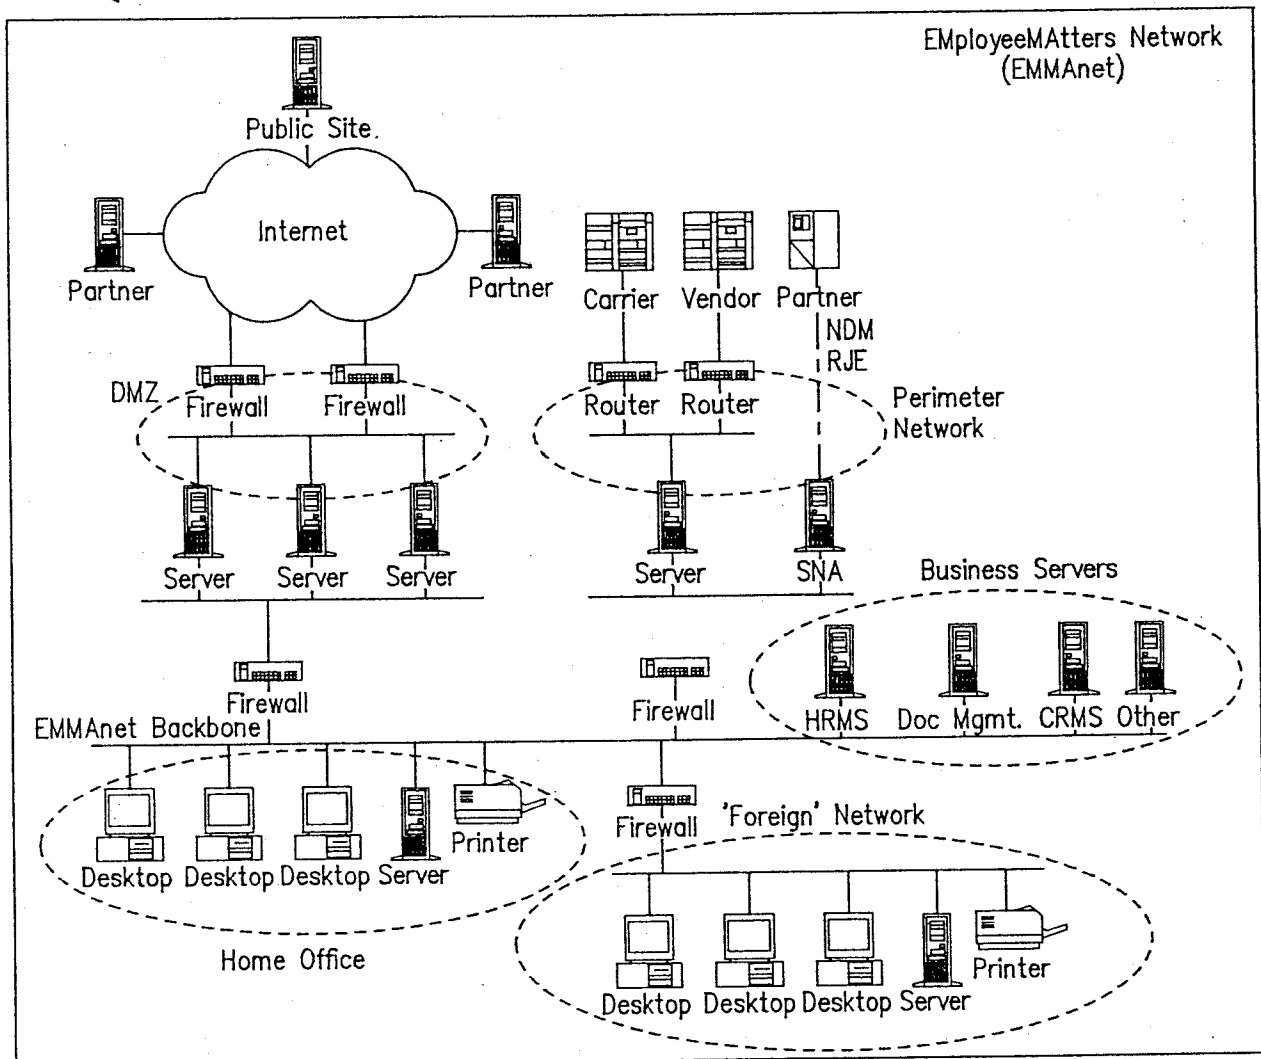 EMployeeMAtters Network
(EMMAnet)
Public Site.
Internet
Partner
Partner
Carrier
Vendor
Partner
NDM
RJE
DMZ
Firewall
Firewall
Router
Router
Perimeter
Network
Server
Server
Server
Server
SNA
Business Servers
Firewall
Firewall
HRMS
Doc Mgmt.
CRMS
Other
EMMAnet Backbone
Firewall
'Foreign' Network
Printer
Desktop
Desktop
Desktop
Server
Home Office
Printer
Desktop
Desktop
Desktop
Server